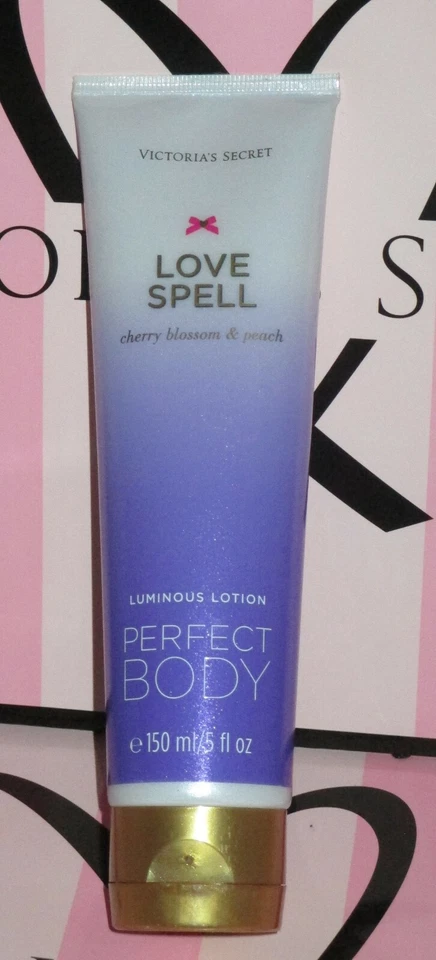 VICTORIA'S SECRET
LOVE
SPELL
cherry blossom & peach
LUMINOUS LOTION
PERFECT
BODY
℮ 150 ml/5 fl oz